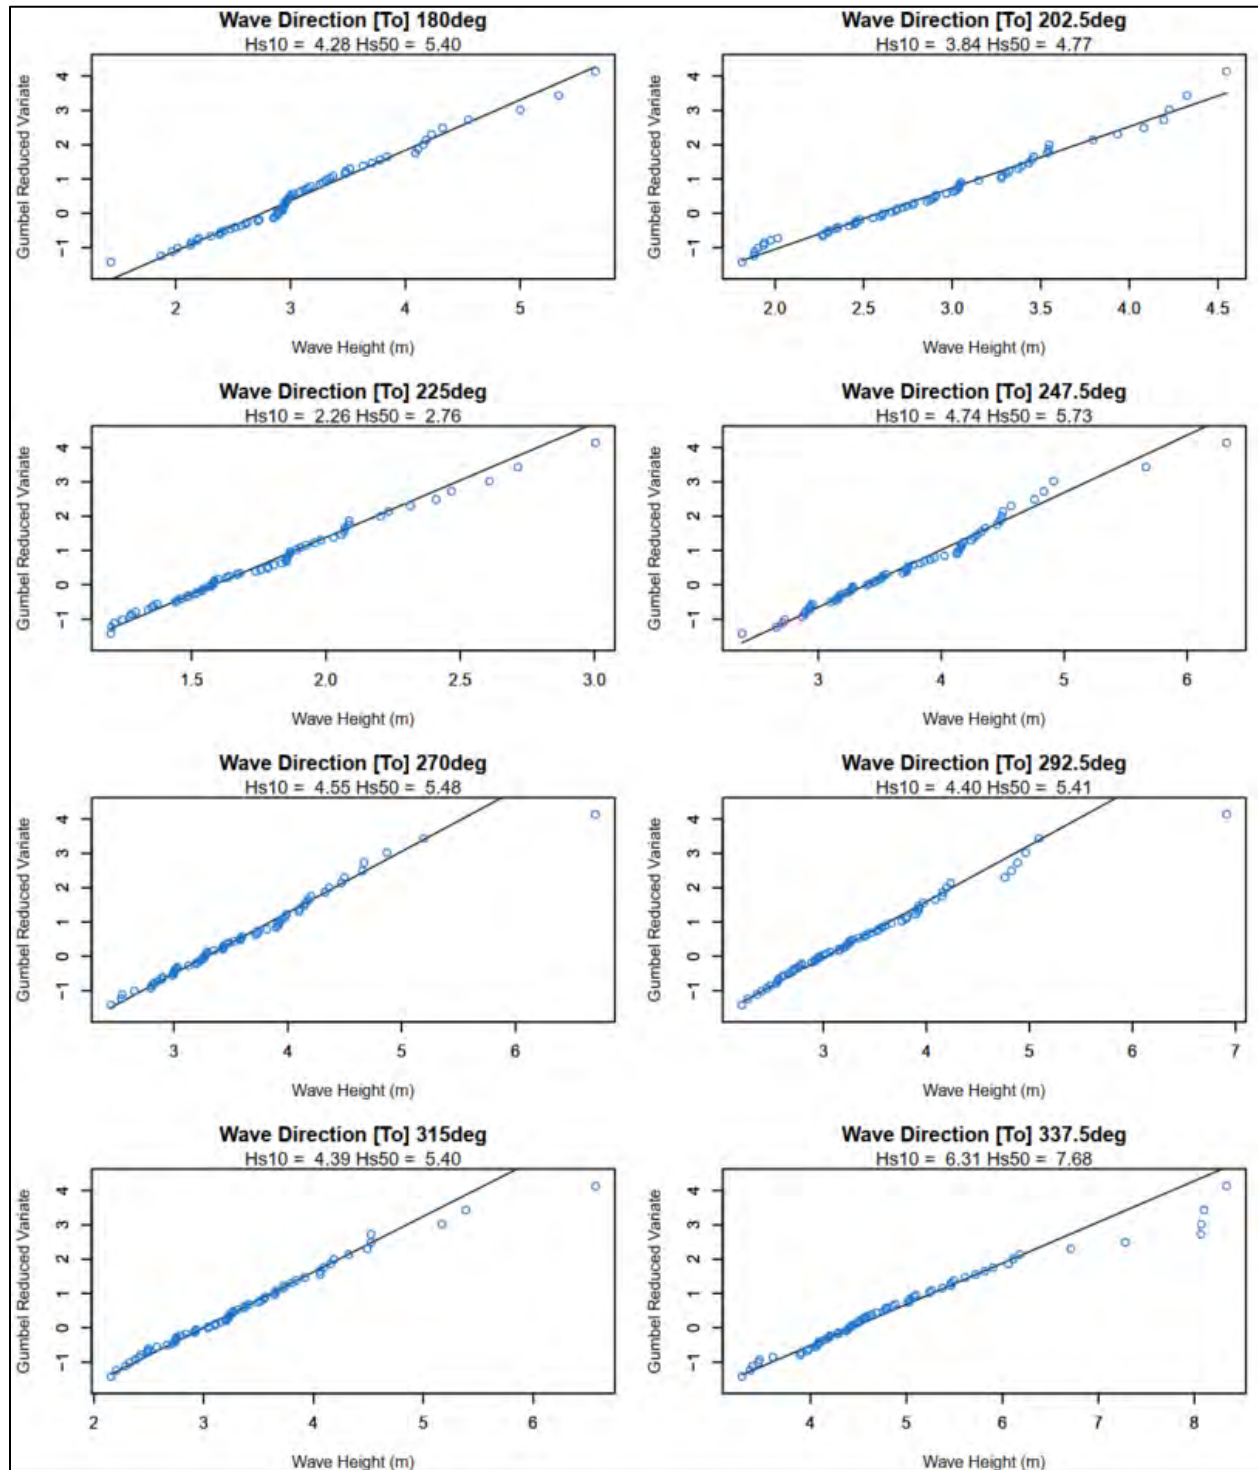 Wave Direction [To] 180deg
Hs10 = 4.28 Hs50 = 5.40
Gumbel Reduced Variate
4
3
2
1
0
−1
2 3 4 5
Wave Height (m)
Wave Direction [To] 202.5deg
Hs10 = 3.84 Hs50 = 4.77
Gumbel Reduced Variate
4
3
2
1
0
−1
2.0 2.5 3.0 3.5 4.0 4.5
Wave Height (m)
Wave Direction [To] 225deg
Hs10 = 2.26 Hs50 = 2.76
Gumbel Reduced Variate
4
3
2
1
0
−1
1.5 2.0 2.5 3.0
Wave Height (m)
Wave Direction [To] 247.5deg
Hs10 = 4.74 Hs50 = 5.73
Gumbel Reduced Variate
4
3
2
1
0
−1
3 4 5 6
Wave Height (m)
Wave Direction [To] 270deg
Hs10 = 4.55 Hs50 = 5.48
Gumbel Reduced Variate
4
3
2
1
0
−1
3 4 5 6
Wave Height (m)
Wave Direction [To] 292.5deg
Hs10 = 4.40 Hs50 = 5.41
Gumbel Reduced Variate
4
3
2
1
0
−1
3 4 5 6 7
Wave Height (m)
Wave Direction [To] 315deg
Hs10 = 4.39 Hs50 = 5.40
Gumbel Reduced Variate
4
3
2
1
0
−1
2 3 4 5 6
Wave Height (m)
Wave Direction [To] 337.5deg
Hs10 = 6.31 Hs50 = 7.68
Gumbel Reduced Variate
4
3
2
1
0
−1
4 5 6 7 8
Wave Height (m)